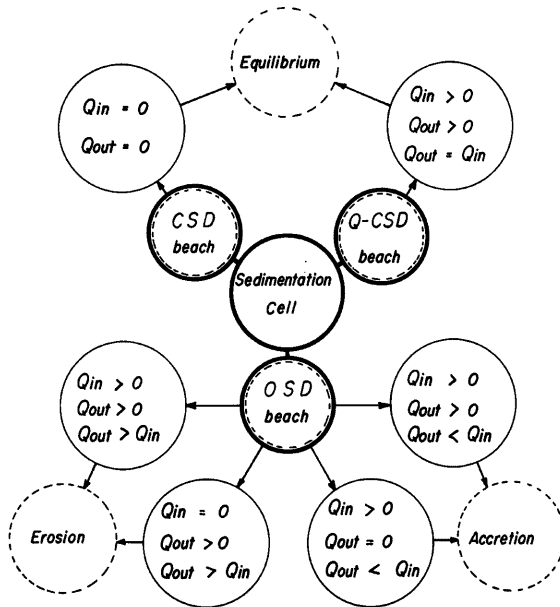 Equilibrium
Qin = 0
Qout = 0
Qin > 0
Qout > 0
Qout = Qin
CSD
beach
Q-CSD
beach
Sedimentation
Cell
OSD
beach
Qin > 0
Qout > 0
Qout > Qin
Qin > 0
Qout > 0
Qout < Qin
Erosion
Qin = 0
Qout > 0
Qout > Qin
Qin > 0
Qout = 0
Qout < Qin
Accretion